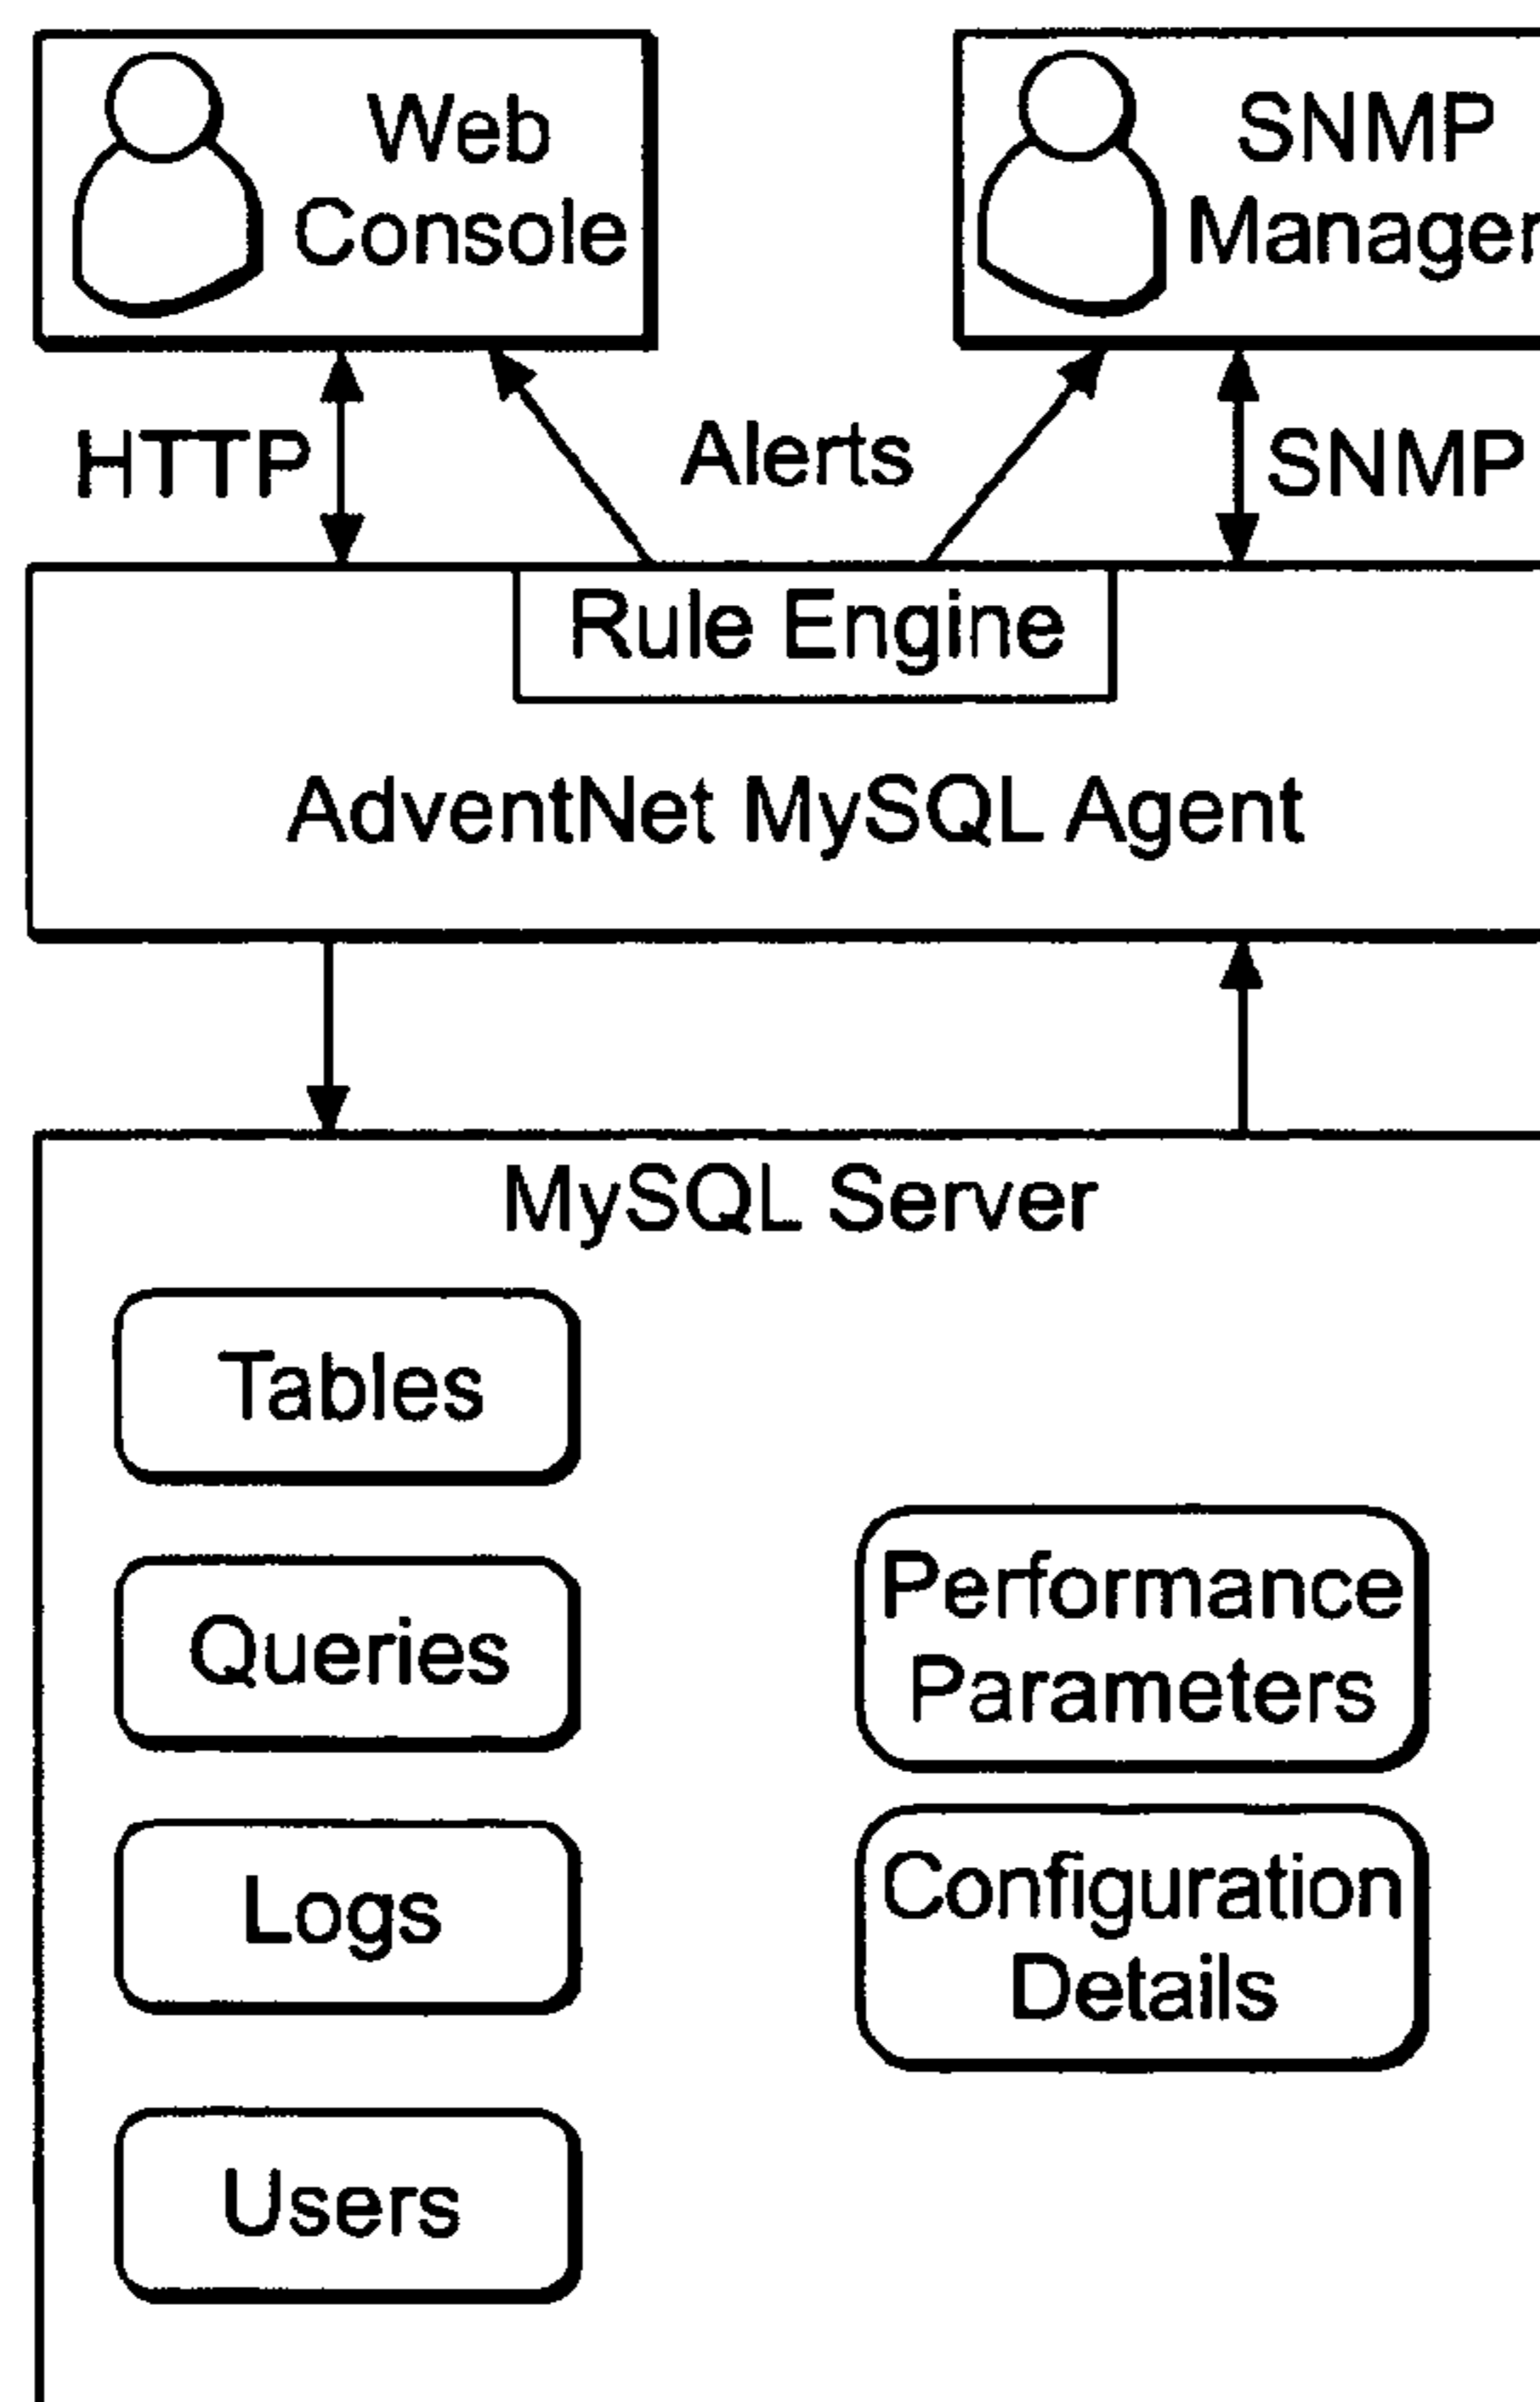 Web
Console
SNMP
Manager
HTTP
Alerts
SNMP
Rule Engine
AdventNet MySQL Agent
MySQL Server
Tables
Queries
Logs
Users
Performance
Parameters
Configuration
Details